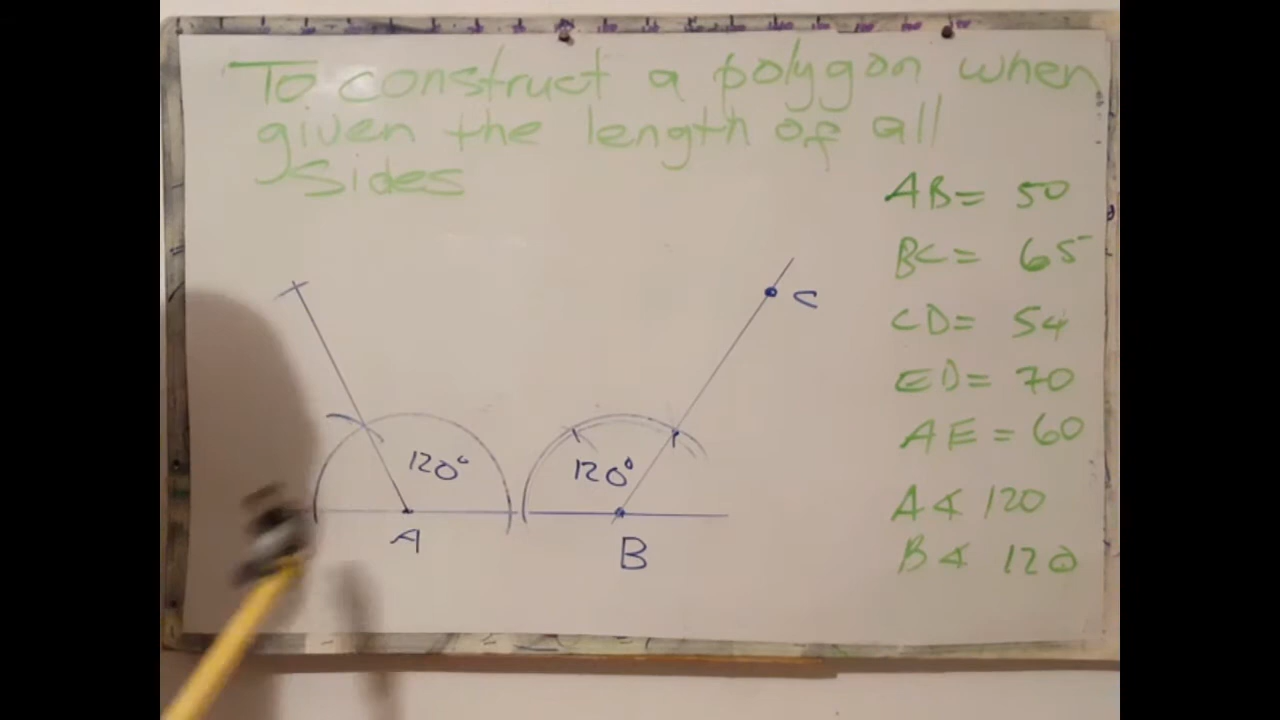 To construct a polygon when
given the length of all
Sides
AB = 50
BC = 65
CD = 54
ED = 70
AE = 60
A∢ 120
B∢ 120
C
120°
120°
A
B